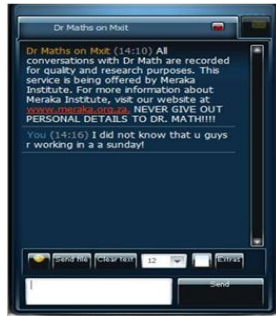 Dr Maths on Mxit
Dr Maths on Mxit (14:10) All
conversations with Dr Math are recorded
for quality and research purposes. This
service is being offered by Meraka
Institute. For more information about
Meraka Institute, visit our website at
www.meraka.org.za. NEVER GIVE OUT
PERSONAL DETAILS TO DR. MATH!!!!
You (14:16) I did not know that u guys
r working in a a sunday!
Send file Clear text 12 Extras
Send